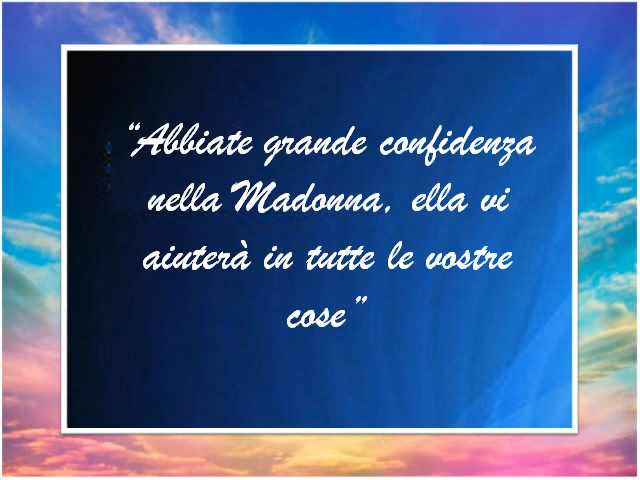 “Abbiate grande confidenza
nella Madonna, ella vi
aiuterà in tutte le vostre
cose”